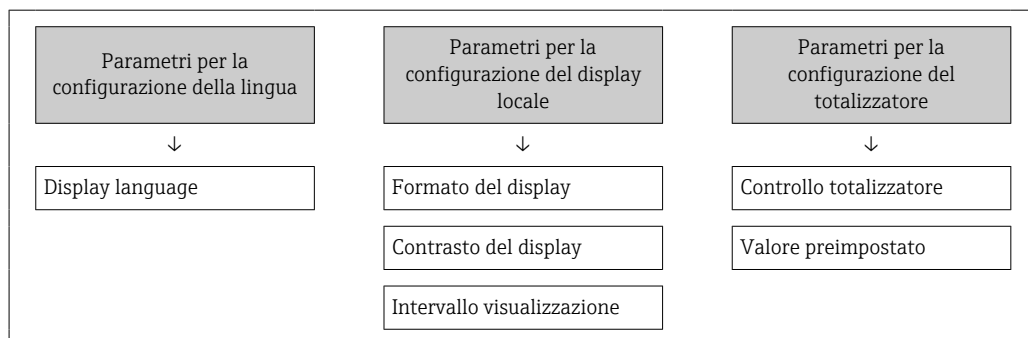 Parametri per la
configurazione della lingua
Display language
Parametri per la
configurazione del display
locale
Formato del display
Contrasto del display
Intervallo visualizzazione
Parametri per la
configurazione del
totalizzatore
Controllo totalizzatore
Valore preimpostato